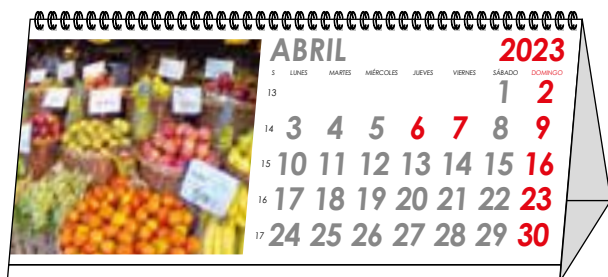 ABRIL 2023
S LUNES MARTES MIÉRCOLES JUEVES VIERNES SÁBADO DOMINGO
13 1 2
14 3 4 5 6 7 8 9
15 10 11 12 13 14 15 16
16 17 18 19 20 21 22 23
17 24 25 26 27 28 29 30